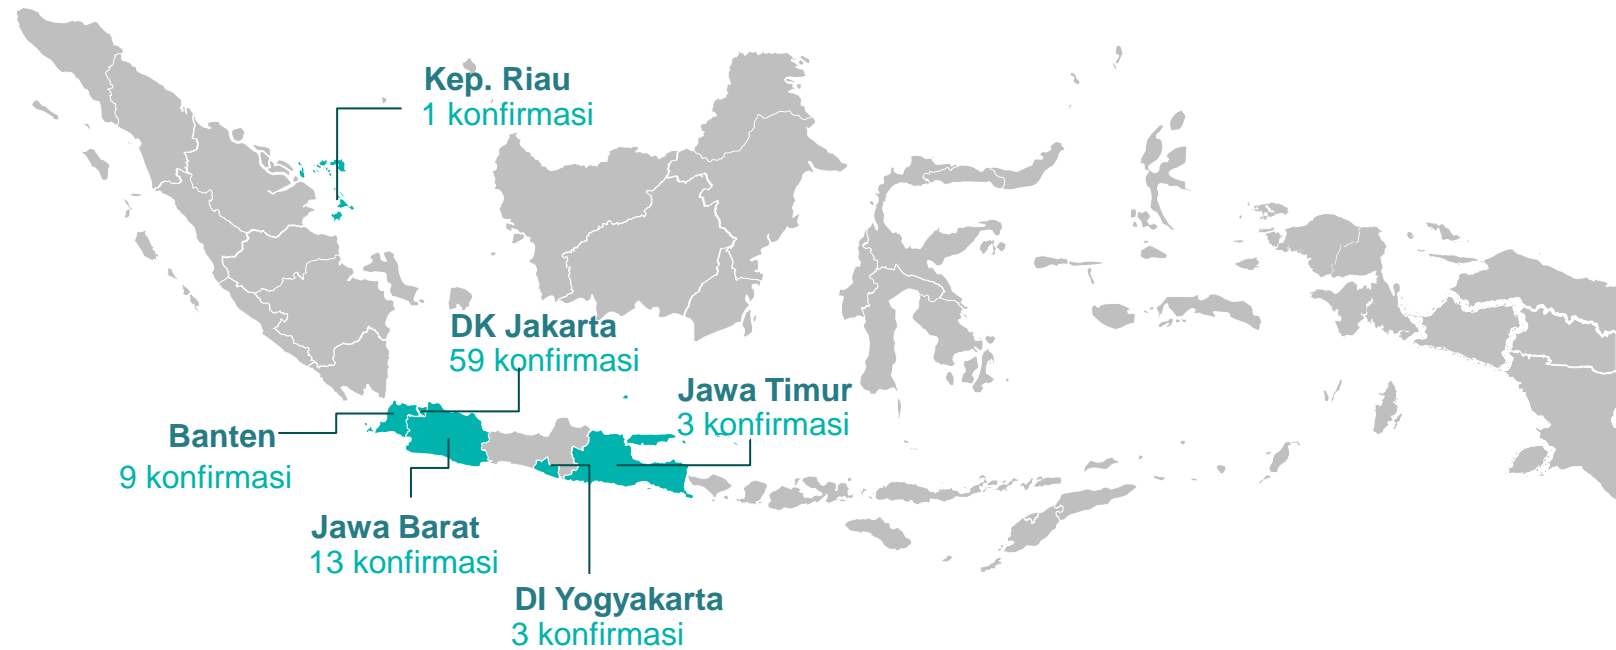 Kep. Riau
1 konfirmasi
DK Jakarta
59 konfirmasi
Jawa Timur
3 konfirmasi
Banten
9 konfirmasi
Jawa Barat
13 konfirmasi
DI Yogyakarta
3 konfirmasi